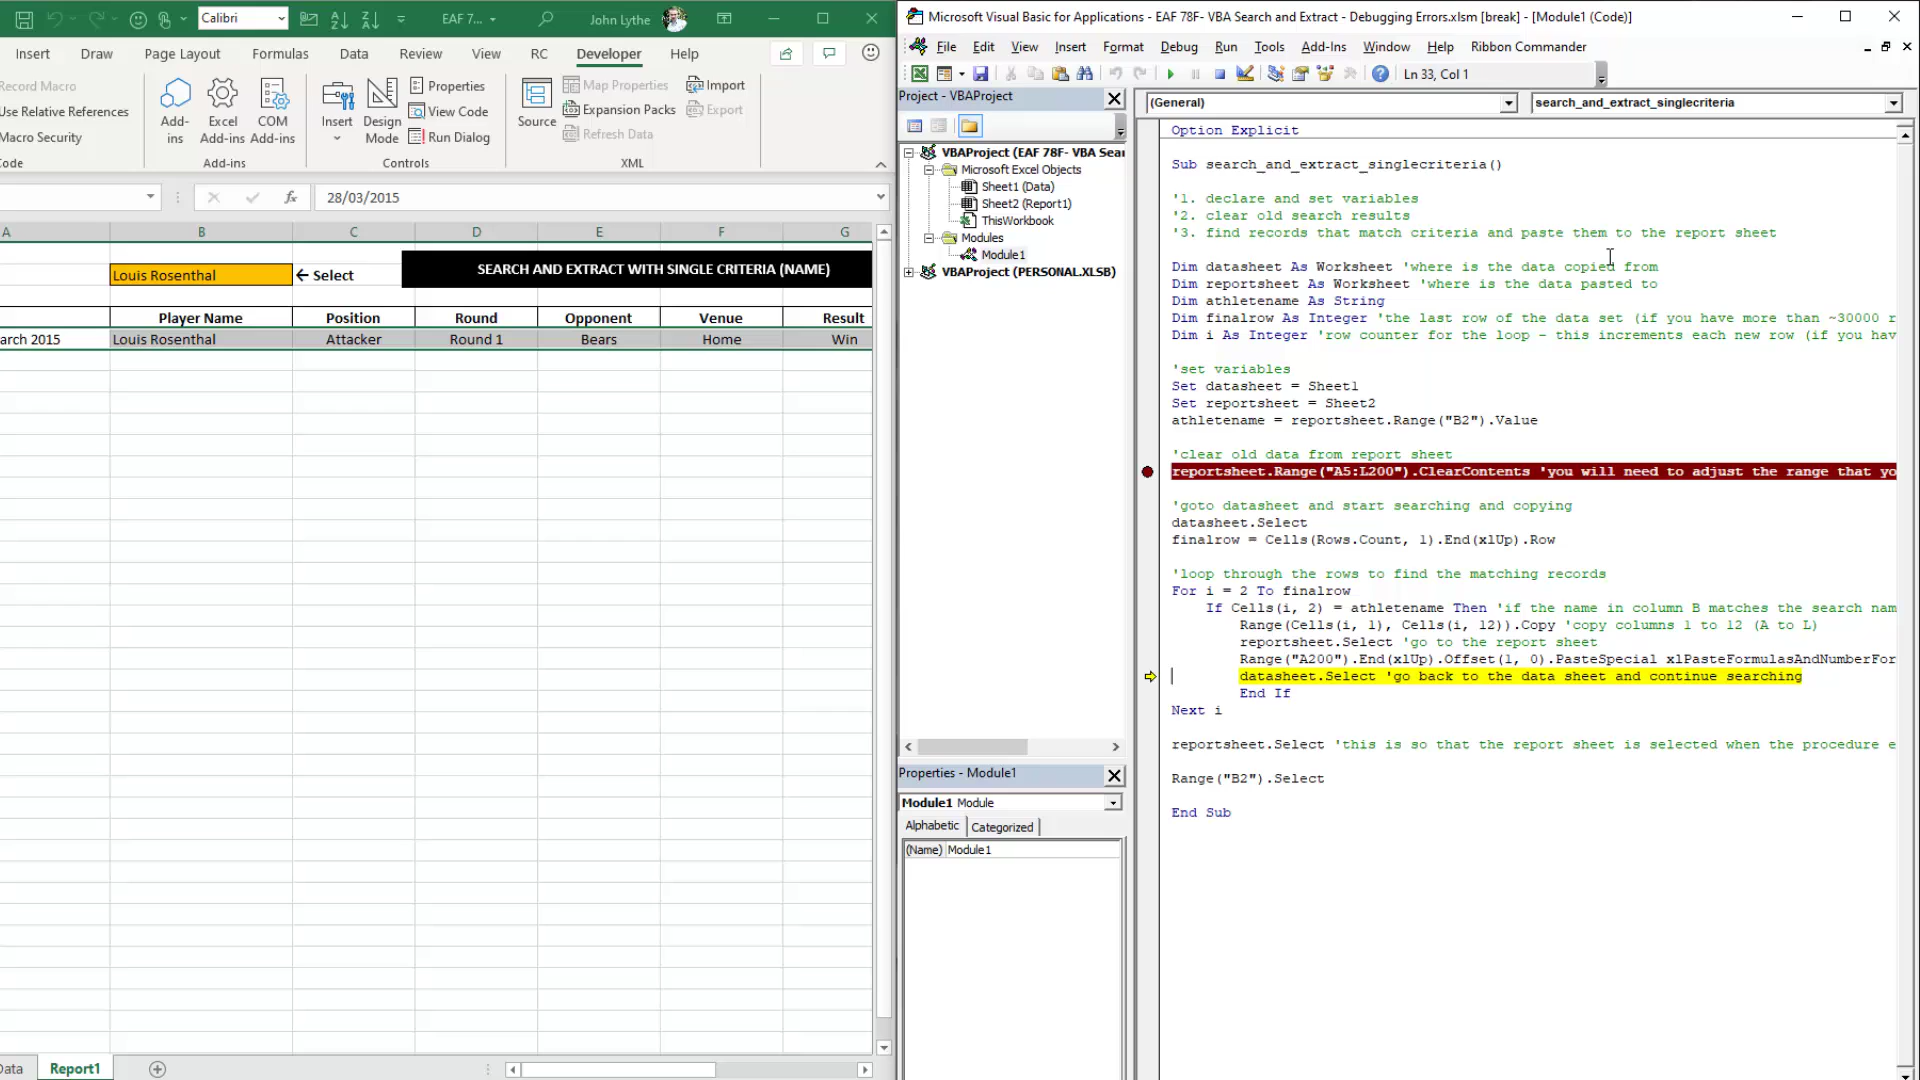 Calibri
EAF 7...
John Lythe
Insert
Draw
Page Layout
Formulas
Data
Review
View
RC
Developer
Help
Record Macro
Use Relative References
Macro Security
ode
Add-ins
Excel Add-ins
COM Add-ins
Add-ins
Insert
Design Mode
Properties
View Code
Run Dialog
Controls
Source
Map Properties
Expansion Packs
Refresh Data
Import
Export
XML
fx
28/03/2015
A B C D E F G
Louis Rosenthal
← Select
SEARCH AND EXTRACT WITH SINGLE CRITERIA (NAME)
Player Name Position Round Opponent Venue Result
arch 2015 Louis Rosenthal Attacker Round 1 Bears Home Win
Data
Report1
Microsoft Visual Basic for Applications - EAF 78F- VBA Search and Extract - Debugging Errors.xlsm [break] - [Module1 (Code)]
File Edit View Insert Format Debug Run Tools Add-Ins Window Help Ribbon Commander
Ln 33, Col 1
Project - VBAProject
VBAProject (EAF 78F- VBA Sear
Microsoft Excel Objects
Sheet1 (Data)
Sheet2 (Report1)
ThisWorkbook
Modules
Module1
VBAProject (PERSONAL.XLSB)
Properties - Module1
Module1 Module
Alphabetic
Categorized
(Name) Module1
(General)
search_and_extract_singlecriteria
Option Explicit
Sub search_and_extract_singlecriteria()
'1. declare and set variables
'2. clear old search results
'3. find records that match criteria and paste them to the report sheet
Dim datasheet As Worksheet 'where is the data copied from
Dim reportsheet As Worksheet 'where is the data pasted to
Dim athletename As String
Dim finalrow As Integer 'the last row of the data set (if you have more than ~30000 r
Dim i As Integer 'row counter for the loop - this increments each new row (if you hav
'set variables
Set datasheet = Sheet1
Set reportsheet = Sheet2
athletename = reportsheet.Range("B2").Value
'clear old data from report sheet
reportsheet.Range("A5:L200").ClearContents 'you will need to adjust the range that yo
'goto datasheet and start searching and copying
datasheet.Select
finalrow = Cells(Rows.Count, 1).End(xlUp).Row
'loop through the rows to find the matching records
For i = 2 To finalrow
If Cells(i, 2) = athletename Then 'if the name in column B matches the search nam
Range(Cells(i, 1), Cells(i, 12)).Copy 'copy columns 1 to 12 (A to L)
reportsheet.Select 'go to the report sheet
Range("A200").End(xlUp).Offset(1, 0).PasteSpecial xlPasteFormulasAndNumberFor
datasheet.Select 'go back to the data sheet and continue searching
End If
Next i
reportsheet.Select 'this is so that the report sheet is selected when the procedure e
Range("B2").Select
End Sub